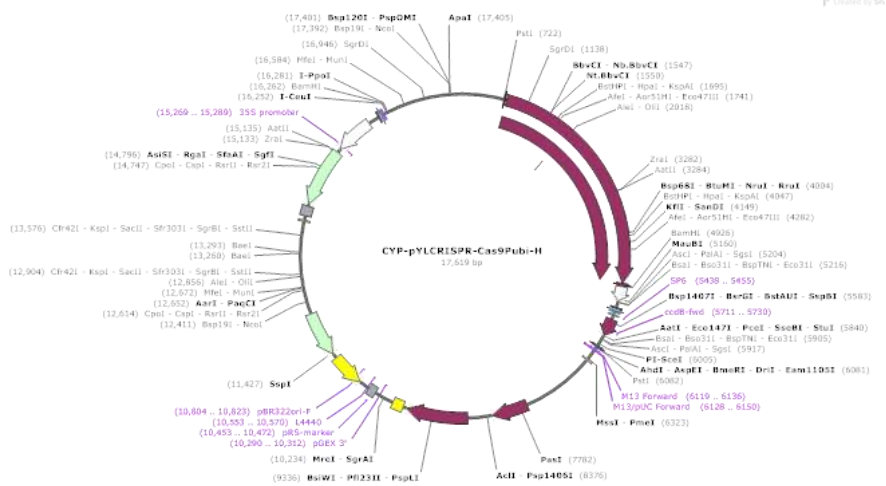 Created by
(17,401) Bsp120I - PspOMI
ApaI (17,405)
(17,392) Bsp19I - NcoI
PstI (722)
(16,946) SgrDI
SgrDI (1138)
(16,584) MfeI - MunI
BbvCI - Nb.BbvCI (1547)
(16,281) I-PpoI
Nt.BbvCI (1550)
(16,262) BamHI
BstHPI - HpaI - KspAI (1695)
(16,252) I-CeuI
AfeI - Aor51HI - Eco47III (1741)
(15,269 .. 15,289) 35S promoter
AleI - OliI (2016)
(15,135) AatII
(15,133) ZraI
(14,796) AsiSI - RgaI - SfaAI - SgfI
(14,747) CpoI - CspI - RsrII - Rsr2I
ZraI (3282)
AatII (3284)
Bsp68I - BtuMI - NruI - RruI (4004)
BstHPI - HpaI - KspAI (4047)
KflI - SanDI (4149)
AfeI - Aor51HI - Eco47III (4282)
(13,576) Cfr42I - KspI - SacII - Sfr303I - SgrBI - SstII
BamHI (4926)
(13,293) BaeI
MauBI (5160)
(13,260) BaeI
CYP-pYLCRISPR-Cas9Pubi-H
AscI - PalAI - SgsI (5204)
17,619 bp
BsaI - Bso31I - BspTNI - Eco31I (5216)
(12,904) Cfr42I - KspI - SacII - Sfr303I - SgrBI - SstII
SP6 (5438 .. 5455)
(12,856) AleI - OliI
Bsp1407I - BsrGI - BstAUI - SspBI (5583)
(12,672) MfeI - MunI
(12,652) AarI - PaqCI
ccdB-fwd (5711 .. 5730)
(12,614) CpoI - CspI - RsrII - Rsr2I
AatI - Eco147I - PceI - SseBI - StuI (5840)
(12,411) Bsp19I - NcoI
BsaI - Bso31I - BspTNI - Eco31I (5905)
AscI - PalAI - SgsI (5917)
PI-SceI (6005)
AhdI - AspEI - BmeRI - DriI - Eam1105I (6081)
(11,427) SspI
PstI (6082)
M13 Forward (6119 .. 6136)
(10,804 .. 10,823) pBR322ori-F
M13/pUC Forward (6128 .. 6150)
(10,553 .. 10,570) L4440
MssI - PmeI (6323)
(10,453 .. 10,472) pRS-marker
(10,290 .. 10,312) pGEX 3'
(10,234) MreI - SgrAI
PasI (7782)
(9336) BsiWI - Pfl23II - PspLI
AclI - Psp1406I (8376)